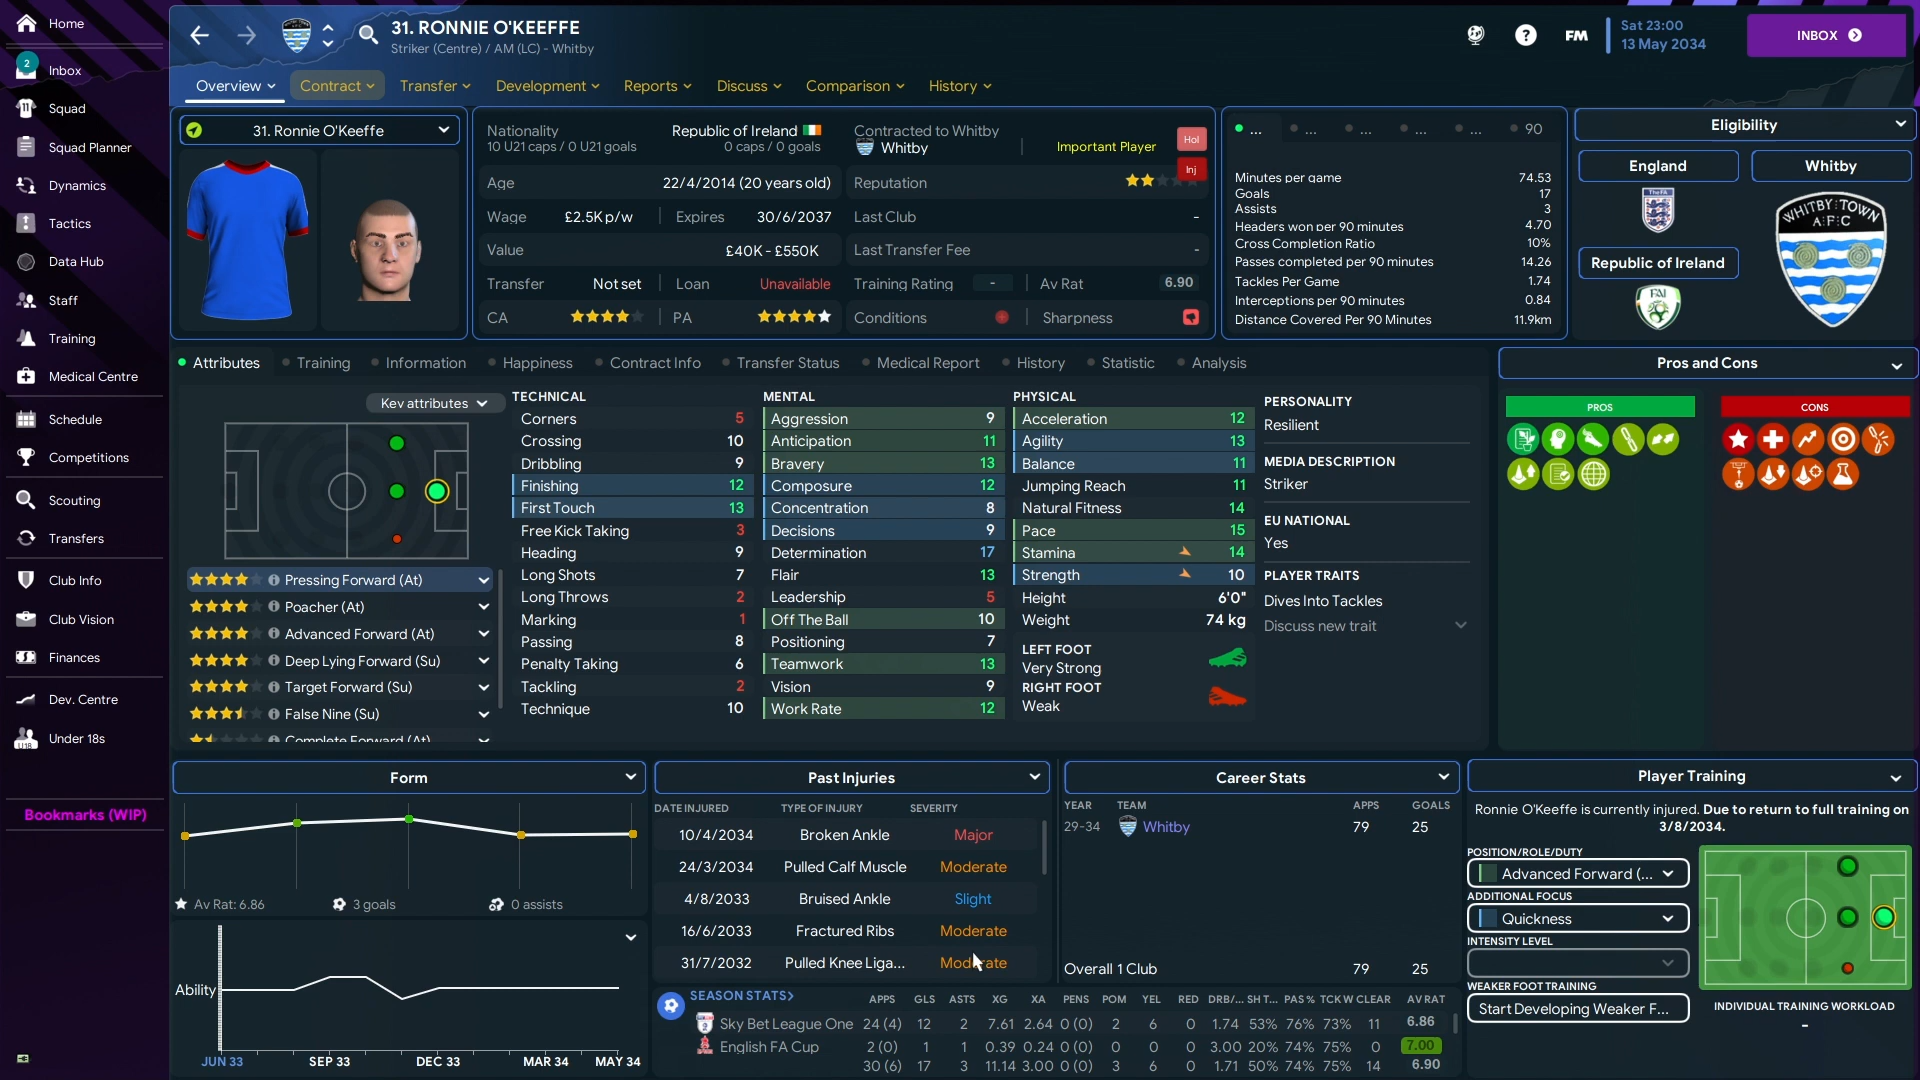 Home
2
Inbox
Squad
Squad Planner
Dynamics
Tactics
Data Hub
Staff
Training
Medical Centre
Schedule
Competitions
Scouting
Transfers
Club Info
Club Vision
Finances
Dev. Centre
Under 18s
Bookmarks (WIP)
31. RONNIE O'KEEFFE
Striker (Centre) / AM (LC) - Whitby
FM
Sat 23:00
13 May 2034
INBOX
Overview
Contract
Transfer
Development
Reports
Discuss
Comparison
History
31. Ronnie O'Keeffe
Nationality Republic of Ireland
10 U21 caps / 0 U21 goals 0 caps / 0 goals
Age 22/4/2014 (20 years old)
Wage £2.5K p/w Expires 30/6/2037
Value £40K - £550K
Transfer Not set Loan Unavailable
CA PA
Contracted to Whitby
Whitby Important Player
Hol
Inj
Reputation
Last Club -
Last Transfer Fee -
Training Rating - Av Rat 6.90
Conditions Sharpness
... ... ... ... ... 90
Minutes per game 74.53
Goals 17
Assists 3
Headers won per 90 minutes 4.70
Cross Completion Ratio 10%
Passes completed per 90 minutes 14.26
Tackles Per Game 1.74
Interceptions per 90 minutes 0.84
Distance Covered Per 90 Minutes 11.9km
Eligibility
England
Whitby
Republic of Ireland
WHITBY TOWN
A.F.C
FAI
Attributes Training Information Happiness Contract Info Transfer Status Medical Report History Statistic Analysis
Key attributes
Pressing Forward (At)
Poacher (At)
Advanced Forward (At)
Deep Lying Forward (Su)
Target Forward (Su)
False Nine (Su)
Complete Forward (At)
TECHNICAL
Corners 5
Crossing 10
Dribbling 9
Finishing 12
First Touch 13
Free Kick Taking 3
Heading 9
Long Shots 7
Long Throws 2
Marking 1
Passing 8
Penalty Taking 6
Tackling 2
Technique 10
MENTAL
Aggression 9
Anticipation 11
Bravery 13
Composure 12
Concentration 8
Decisions 9
Determination 17
Flair 13
Leadership 5
Off The Ball 10
Positioning 7
Teamwork 13
Vision 9
Work Rate 12
PHYSICAL
Acceleration 12
Agility 13
Balance 11
Jumping Reach 11
Natural Fitness 14
Pace 15
Stamina 14
Strength 10
Height 6'0"
Weight 74 kg
LEFT FOOT
Very Strong
RIGHT FOOT
Weak
PERSONALITY
Resilient
MEDIA DESCRIPTION
Striker
EU NATIONAL
Yes
PLAYER TRAITS
Dives Into Tackles
Discuss new trait
Pros and Cons
PROS
CONS
Form
Av Rat: 6.86 3 goals 0 assists
Ability
JUN 33 SEP 33 DEC 33 MAR 34 MAY 34
Past Injuries
DATE INJURED TYPE OF INJURY SEVERITY
10/4/2034 Broken Ankle Major
24/3/2034 Pulled Calf Muscle Moderate
4/8/2033 Bruised Ankle Slight
16/6/2033 Fractured Ribs Moderate
31/7/2032 Pulled Knee Liga... Moderate
Career Stats
YEAR TEAM APPS GOALS
29-34 Whitby 79 25
Overall 1 Club 79 25
SEASON STATS> APPS GLS ASTS XG XA PENS POM YEL RED DRB/... SH T... PAS % TCK W CLEAR AV RAT
Sky Bet League One 24 (4) 12 2 7.61 2.64 0 (0) 2 6 0 1.74 53% 76% 73% 11 6.86
English FA Cup 2 (0) 1 1 0.39 0.24 0 (0) 0 0 0 3.00 20% 74% 75% 0 7.00
30 (6) 17 3 11.14 3.00 0 (0) 3 6 0 1.71 50% 74% 75% 14 6.90
Player Training
Ronnie O'Keeffe is currently injured. Due to return to full training on
3/8/2034.
POSITION/ROLE/DUTY
Advanced Forward (...
ADDITIONAL FOCUS
Quickness
INTENSITY LEVEL
WEAKER FOOT TRAINING
Start Developing Weaker F...
INDIVIDUAL TRAINING WORKLOAD
-